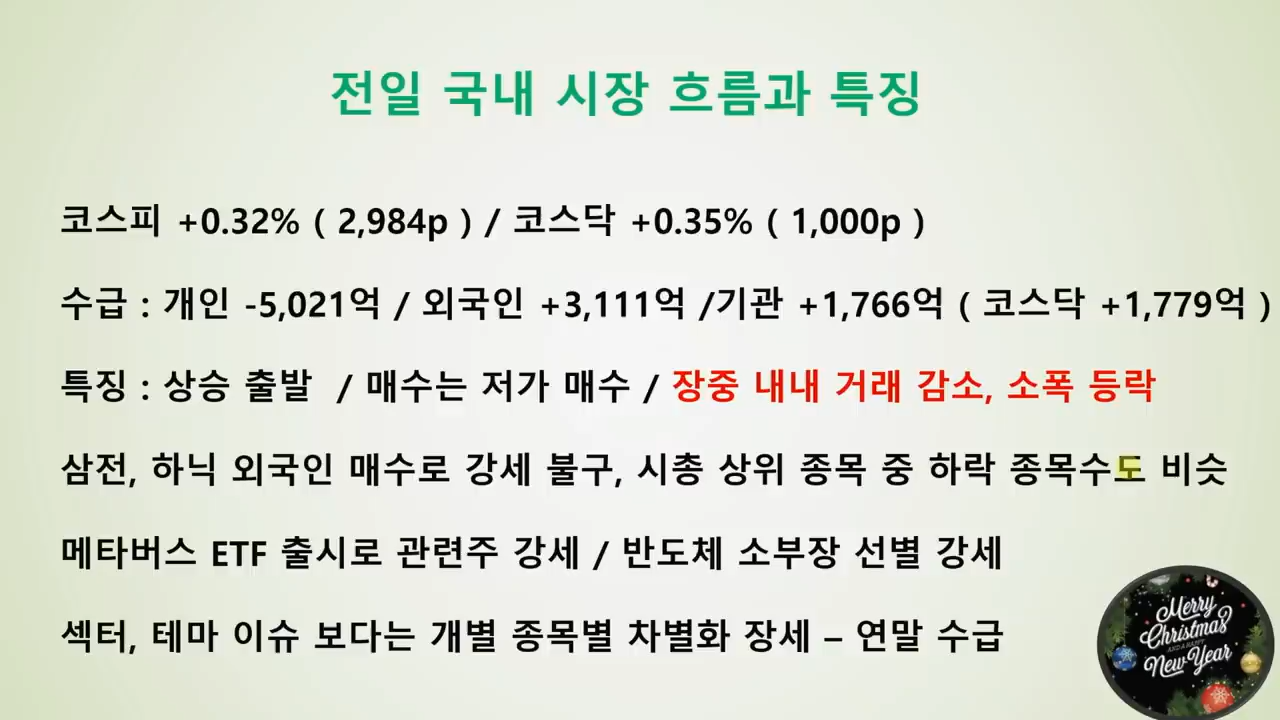 전일 국내 시장 흐름과 특징
코스피 +0.32% ( 2,984p ) / 코스닥 +0.35% ( 1,000p )
수급 : 개인 -5,021억 / 외국인 +3,111억 /기관 +1,766억 ( 코스닥 +1,779억 )
특징 : 상승 출발 / 매수는 저가 매수 / 장중 내내 거래 감소, 소폭 등락
삼전, 하닉 외국인 매수로 강세 불구, 시총 상위 종목 중 하락 종목수도 비슷
메타버스 ETF 출시로 관련주 강세 / 반도체 소부장 선별 강세
섹터, 테마 이슈 보다는 개별 종목별 차별화 장세 – 연말 수급
Merry
Christmas
AND A HAPPY
New Year